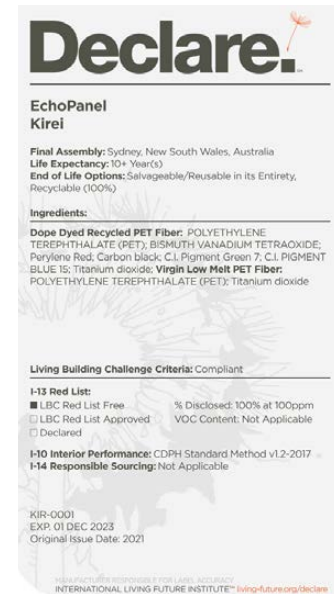 Declare.
EchoPanel
Kirei
Final Assembly: Sydney, New South Wales, Australia
Life Expectancy: 10+ Year(s)
End of Life Options: Salvageable/Reusable in its Entirety,
Recyclable (100%)
Ingredients:
Dope Dyed Recycled PET Fiber: POLYETHYLENE
TEREPHTHALATE (PET); BISMUTH VANADIUM TETRAOXIDE;
Perylene Red; Carbon black; C.I. Pigment Green 7; C.I. PIGMENT
BLUE 15; Titanium dioxide; Virgin Low Melt PET Fiber:
POLYETHYLENE TEREPHTHALATE (PET); Titanium dioxide
Living Building Challenge Criteria: Compliant
I-13 Red List:
LBC Red List Free % Disclosed: 100% at 100ppm
LBC Red List Approved VOC Content: Not Applicable
Declared
I-10 Interior Performance: CDPH Standard Method v1.2-2017
I-14 Responsible Sourcing: Not Applicable
KIR-0001
EXP. 01 DEC 2023
Original Issue Date: 2021
MANUFACTURER RESPONSIBLE FOR LABEL ACCURACY
INTERNATIONAL LIVING FUTURE INSTITUTE™ living-future.org/declare